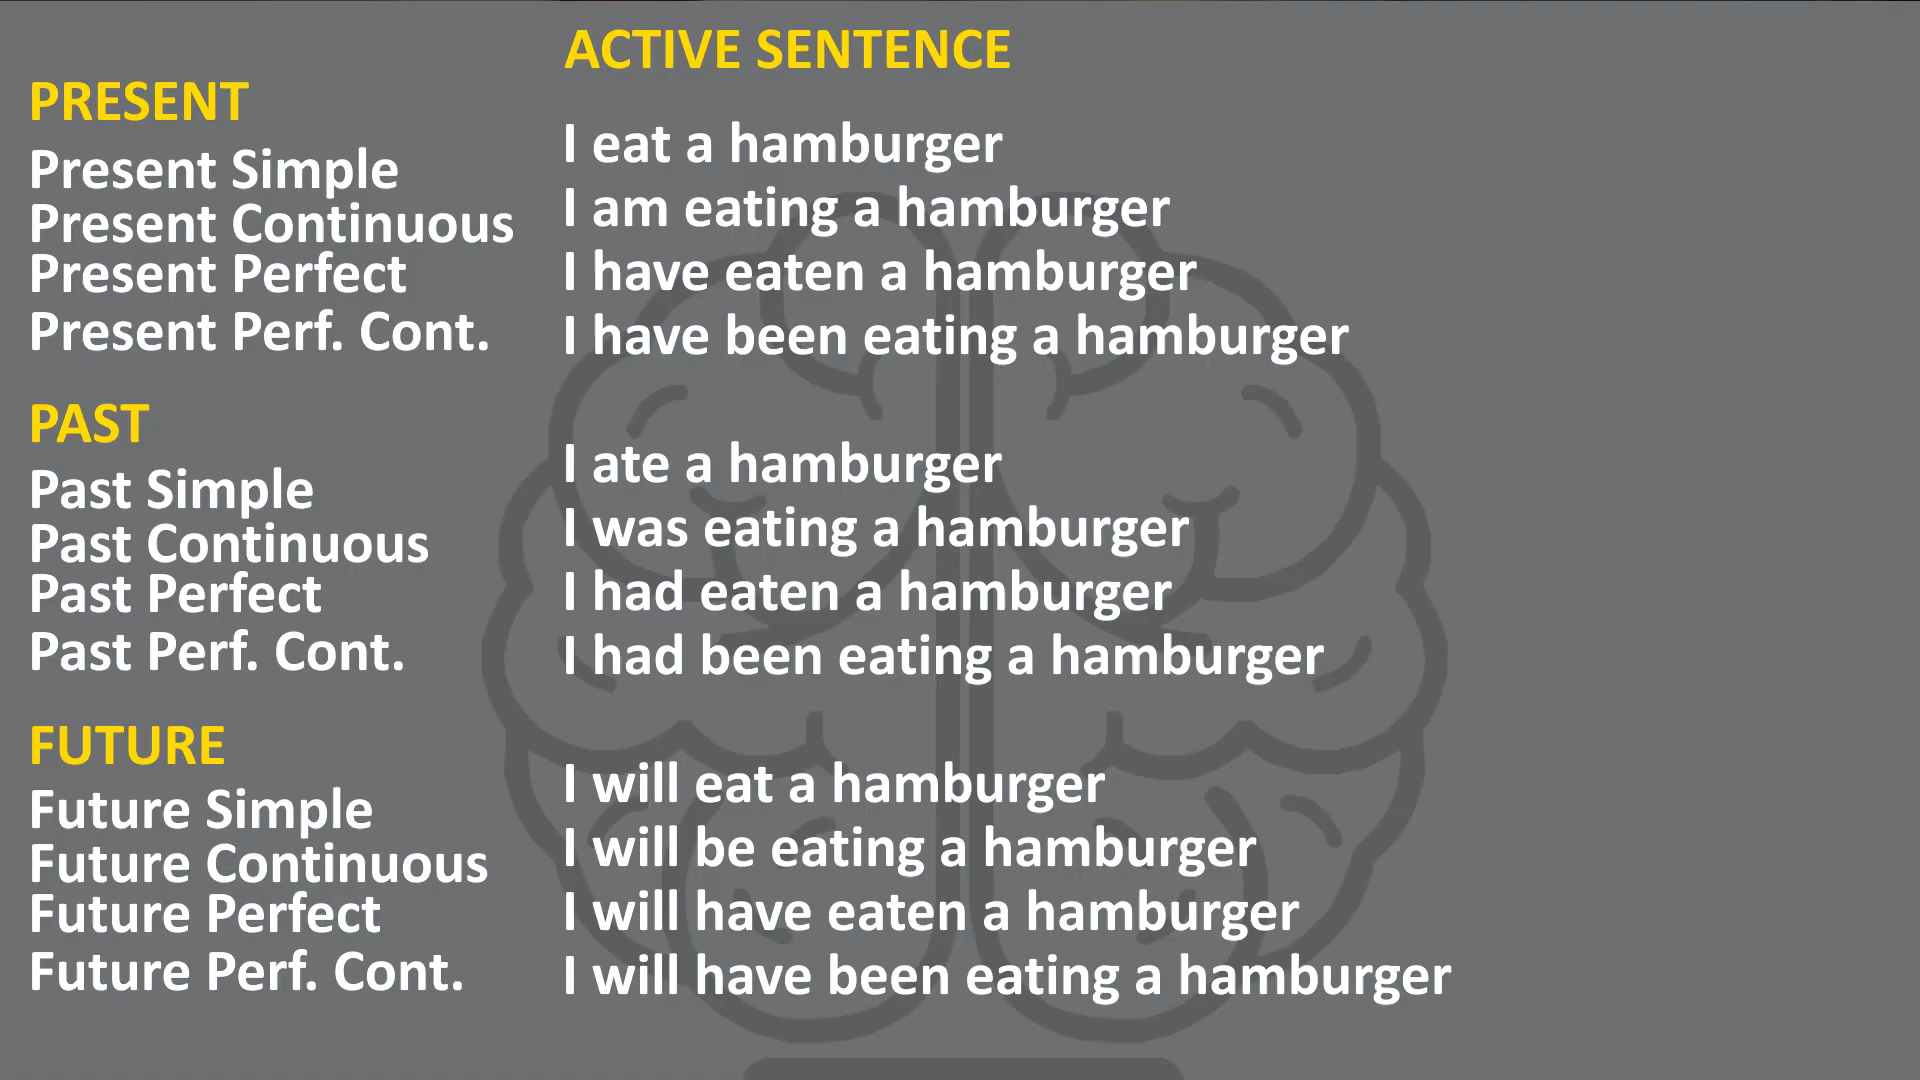 ACTIVE SENTENCE
PRESENT
Present Simple
I eat a hamburger
Present Continuous
I am eating a hamburger
Present Perfect
I have eaten a hamburger
Present Perf. Cont.
I have been eating a hamburger
PAST
Past Simple
I ate a hamburger
Past Continuous
I was eating a hamburger
Past Perfect
I had eaten a hamburger
Past Perf. Cont.
I had been eating a hamburger
FUTURE
Future Simple
I will eat a hamburger
Future Continuous
I will be eating a hamburger
Future Perfect
I will have eaten a hamburger
Future Perf. Cont.
I will have been eating a hamburger